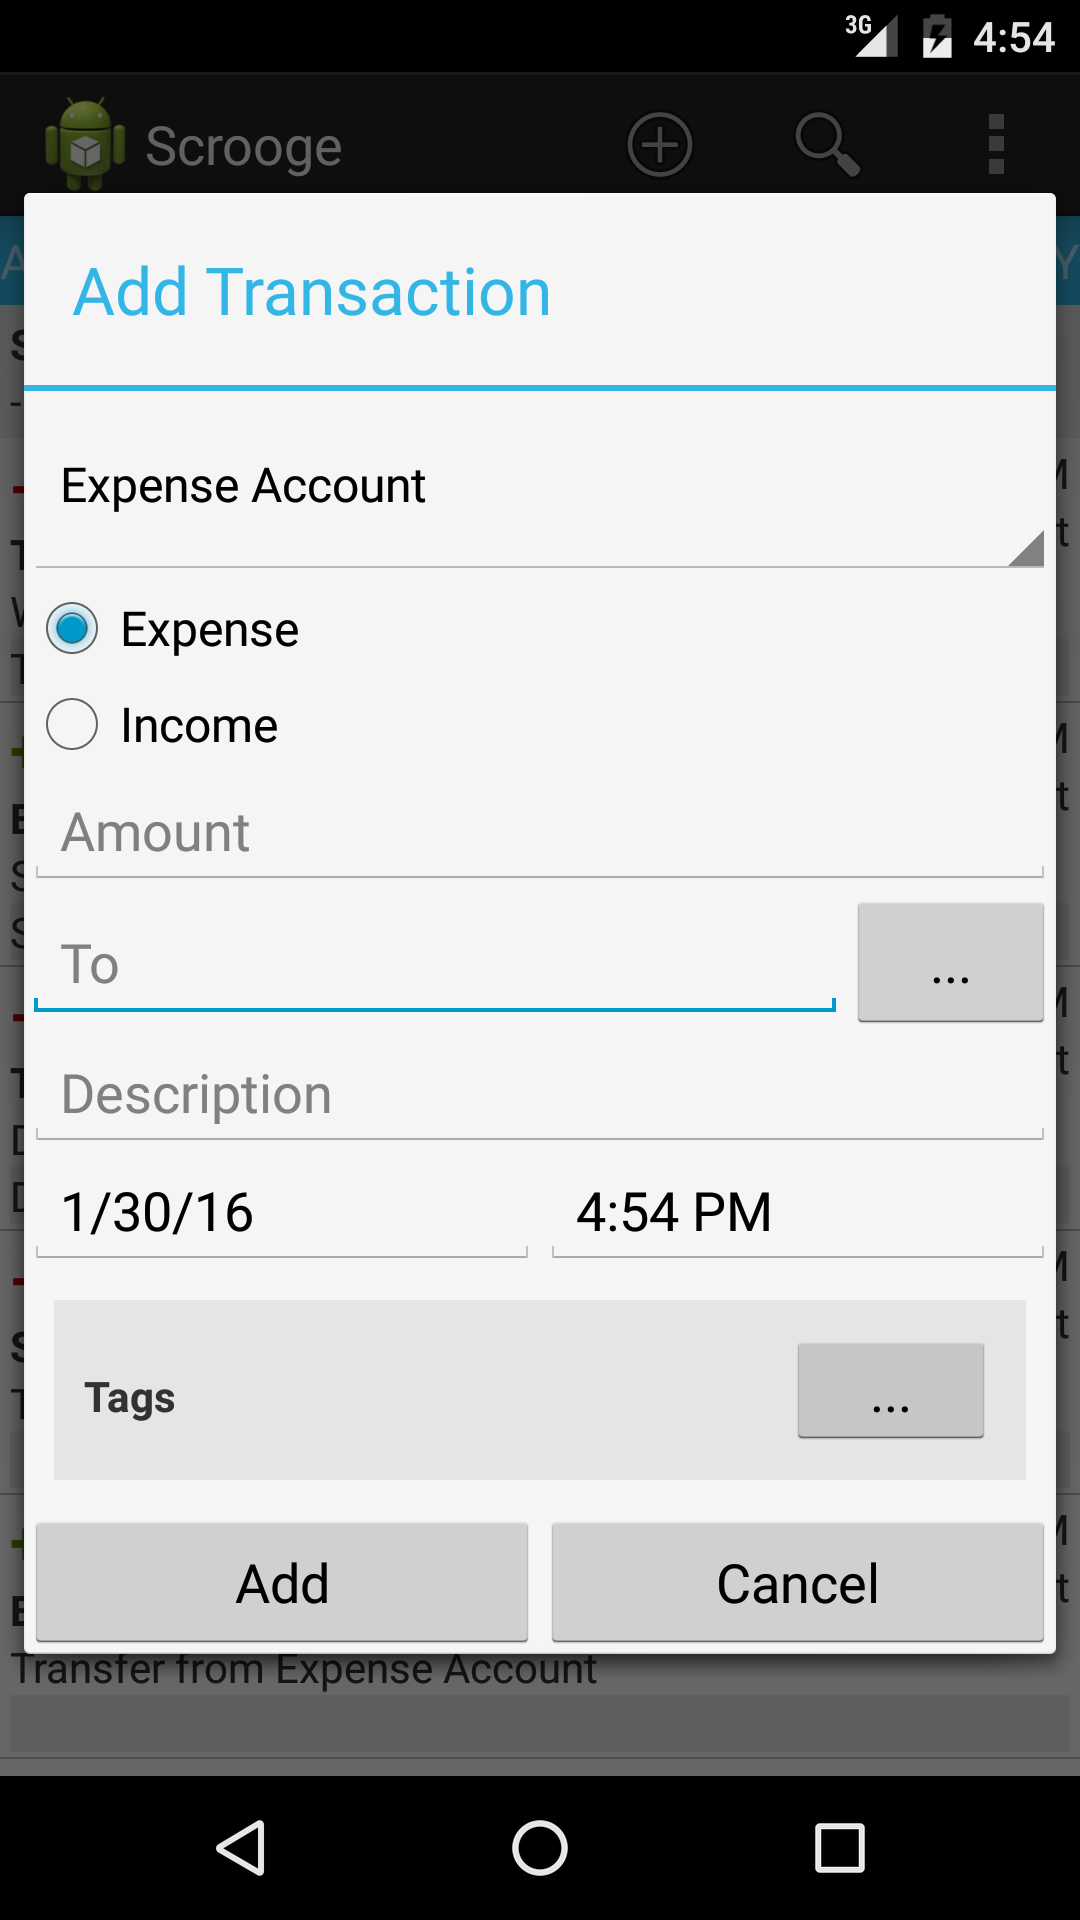 3G 4:54
Scrooge
Add Transaction
Expense Account
Expense
Income
Amount
To ...
Description
1/30/16 4:54 PM
Tags ...
Add Cancel
Transfer from Expense Account